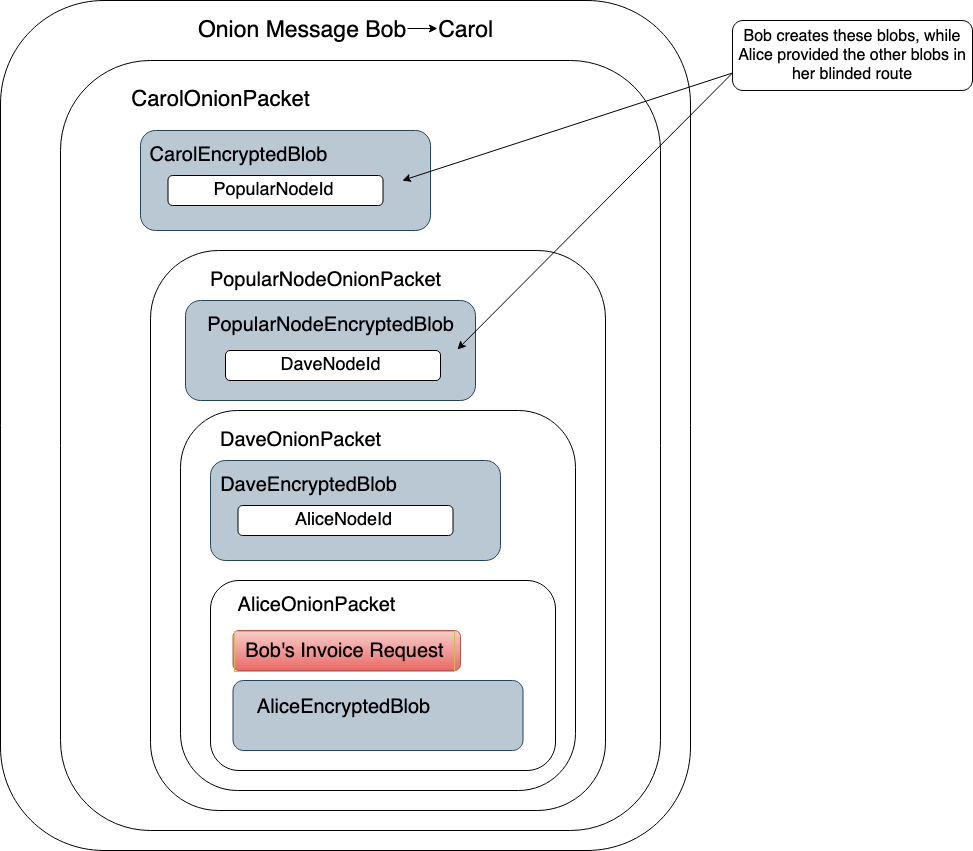 Onion Message Bob→Carol
Bob creates these blobs, while
Alice provided the other blobs in
her blinded route
CarolOnionPacket
CarolEncryptedBlob
PopularNodeId
PopularNodeOnionPacket
PopularNodeEncryptedBlob
DaveNodeId
DaveOnionPacket
DaveEncryptedBlob
AliceNodeId
AliceOnionPacket
Bob's Invoice Request
AliceEncryptedBlob